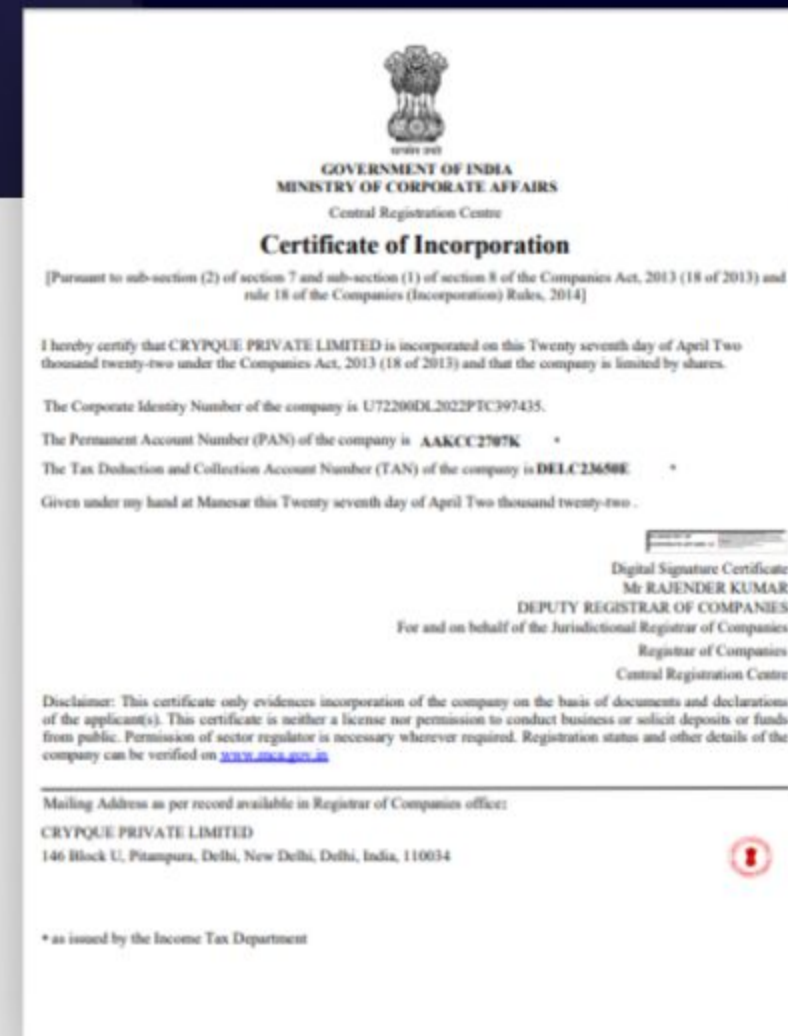 सत्यमेव जयते
GOVERNMENT OF INDIA
MINISTRY OF CORPORATE AFFAIRS
Central Registration Centre
Certificate of Incorporation
[Pursuant to sub-section (2) of section 7 and sub-section (1) of section 8 of the Companies Act, 2013 (18 of 2013) and
rule 18 of the Companies (Incorporation) Rules, 2014]
I hereby certify that CRYPQUE PRIVATE LIMITED is incorporated on this Twenty seventh day of April Two
thousand twenty-two under the Companies Act, 2013 (18 of 2013) and that the company is limited by shares.
The Corporate Identity Number of the company is U72200DL2022PTC397435.
The Permanent Account Number (PAN) of the company is AAKCC2707K *
The Tax Deduction and Collection Account Number (TAN) of the company is DELC23650E *
Given under my hand at Manesar this Twenty seventh day of April Two thousand twenty-two .
Digital Signature Certificate
Mr RAJENDER KUMAR
DEPUTY REGISTRAR OF COMPANIES
For and on behalf of the Jurisdictional Registrar of Companies
Registrar of Companies
Central Registration Centre
Disclaimer: This certificate only evidences incorporation of the company on the basis of documents and declarations
of the applicant(s). This certificate is neither a license nor permission to conduct business or solicit deposits or funds
from public. Permission of sector regulator is necessary wherever required. Registration status and other details of the
company can be verified on www.mca.gov.in
Mailing Address as per record available in Registrar of Companies office:
CRYPQUE PRIVATE LIMITED
146 Block U, Pitampura, Delhi, New Delhi, Delhi, India, 110034
* as issued by the Income Tax Department